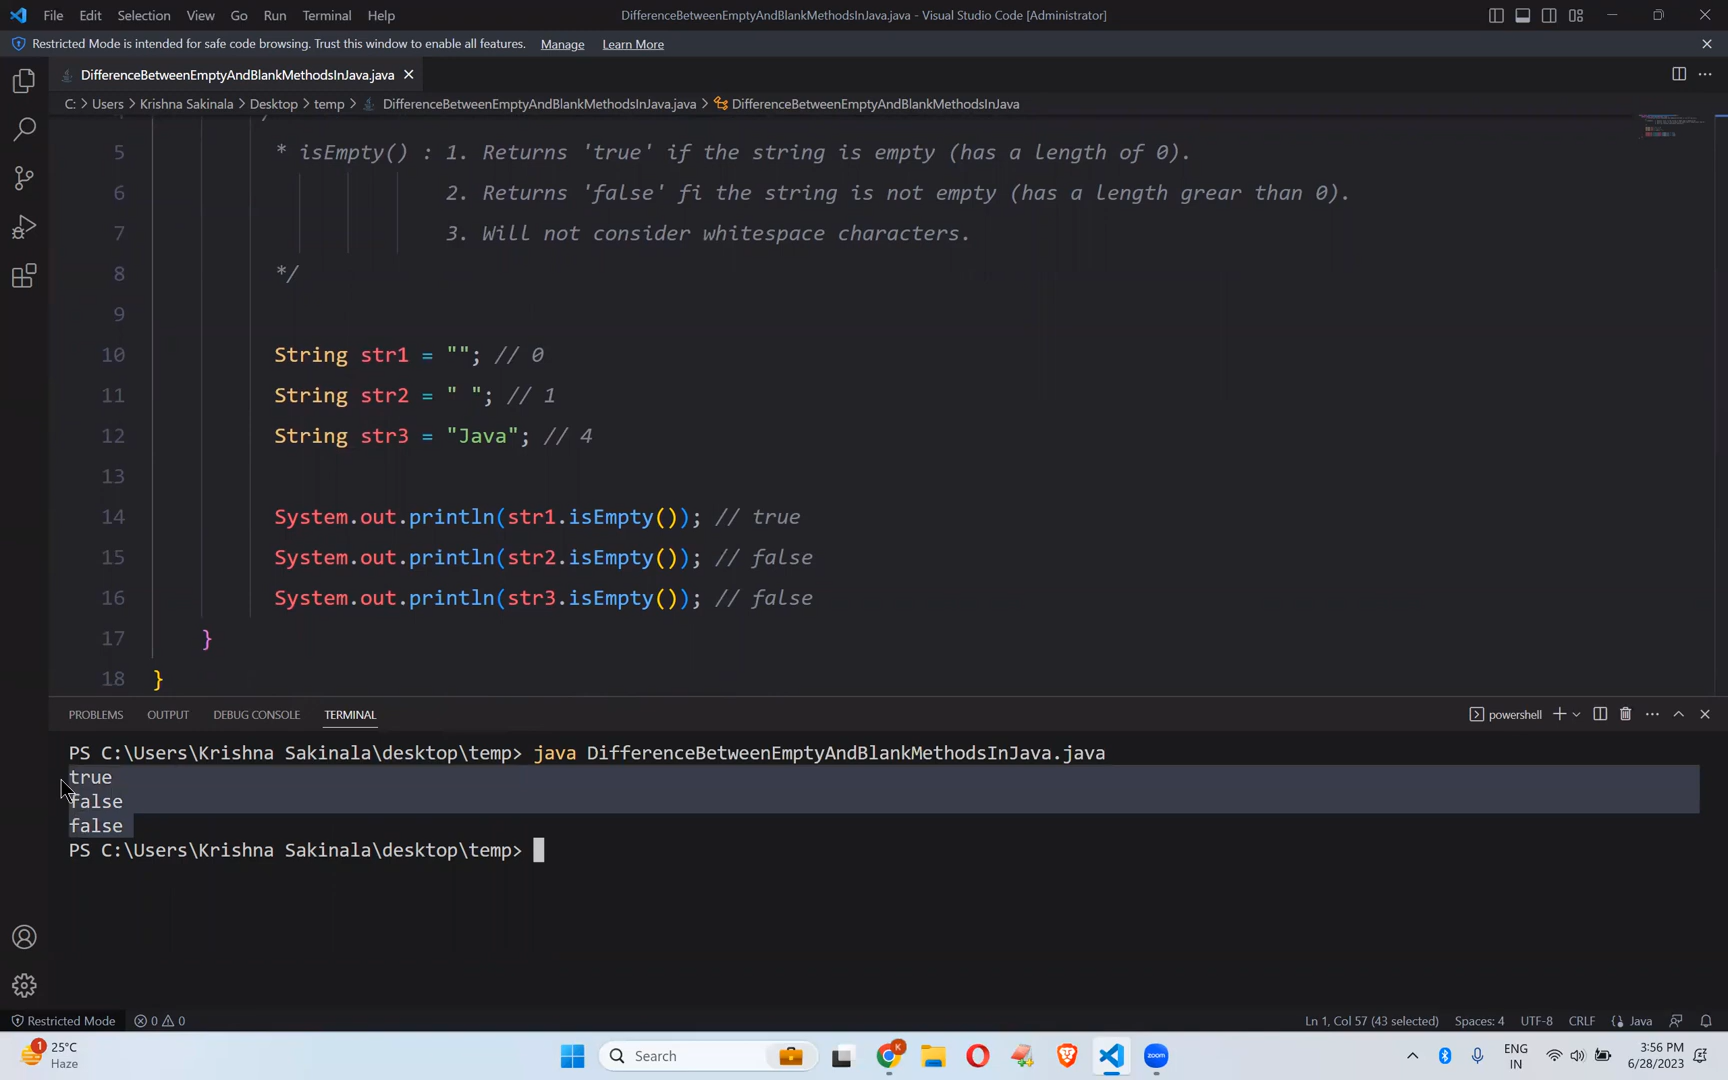 File Edit Selection View Go Run Terminal Help
DifferenceBetweenEmptyAndBlankMethodsInJava.java - Visual Studio Code [Administrator]
Restricted Mode is intended for safe code browsing. Trust this window to enable all features. Manage Learn More
DifferenceBetweenEmptyAndBlankMethodsInJava.java
C: > Users > Krishna Sakinala > Desktop > temp > DifferenceBetweenEmptyAndBlankMethodsInJava.java > DifferenceBetweenEmptyAndBlankMethodsInJava
5 * isEmpty() : 1. Returns 'true' if the string is empty (has a length of 0).
6 2. Returns 'false' fi the string is not empty (has a length grear than 0).
7 3. Will not consider whitespace characters.
8 */
9
10 String str1 = ""; // 0
11 String str2 = " "; // 1
12 String str3 = "Java"; // 4
13
14 System.out.println(str1.isEmpty()); // true
15 System.out.println(str2.isEmpty()); // false
16 System.out.println(str3.isEmpty()); // false
17 }
18 }
PROBLEMS OUTPUT DEBUG CONSOLE TERMINAL powershell
PS C:\Users\Krishna Sakinala\desktop\temp> java DifferenceBetweenEmptyAndBlankMethodsInJava.java
true
false
false
PS C:\Users\Krishna Sakinala\desktop\temp>
Restricted Mode 0 0 Ln 1, Col 57 (43 selected) Spaces: 4 UTF-8 CRLF {} Java
1 25°C
Haze
Search
K
zoom
ENG
IN
3:56 PM
6/28/2023